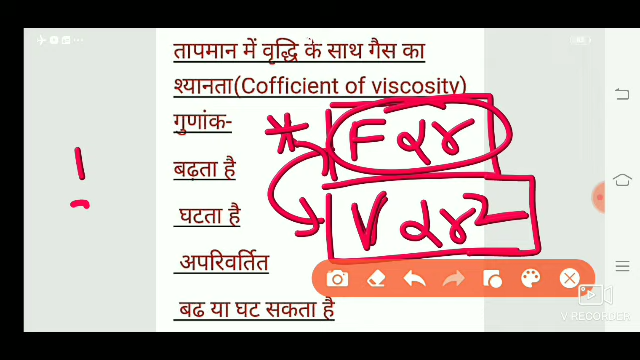 तापमान में वृद्धि के साथ गैस का
श्यानता(Cofficient of viscosity)
गुणांक-
* F α r
बढ़ता है
V α r²
घटता है
अपरिवर्तित
बढ या घट सकता है
V RECORDER